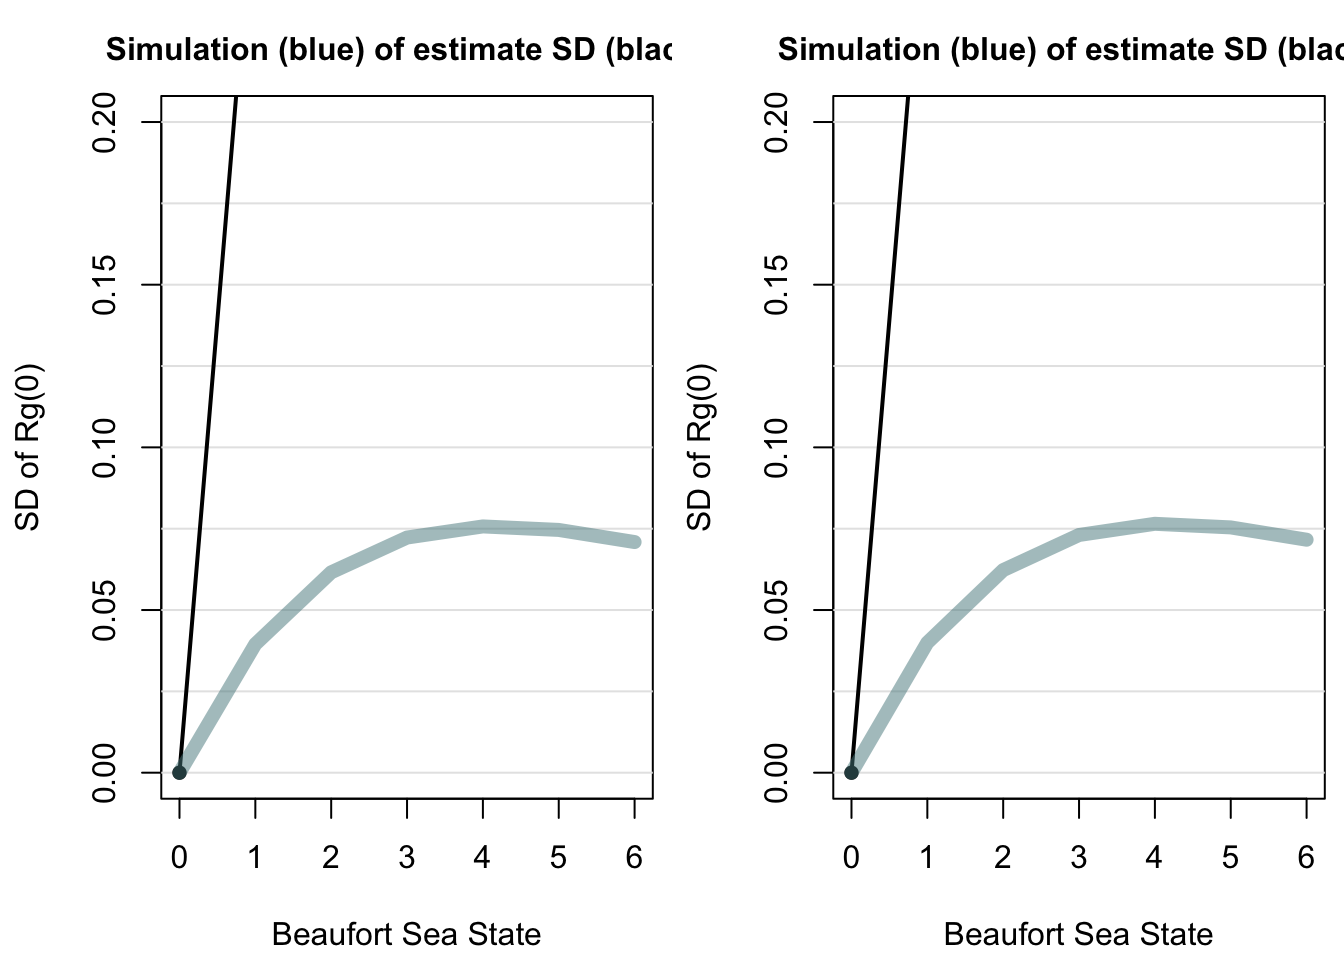 Simulation (blue) of estimate SD (blac
SD of Rg(0)
0.20
0.15
0.10
0.05
0.00
0 1 2 3 4 5 6
Beaufort Sea State
Simulation (blue) of estimate SD (blac
SD of Rg(0)
0.20
0.15
0.10
0.05
0.00
0 1 2 3 4 5 6
Beaufort Sea State